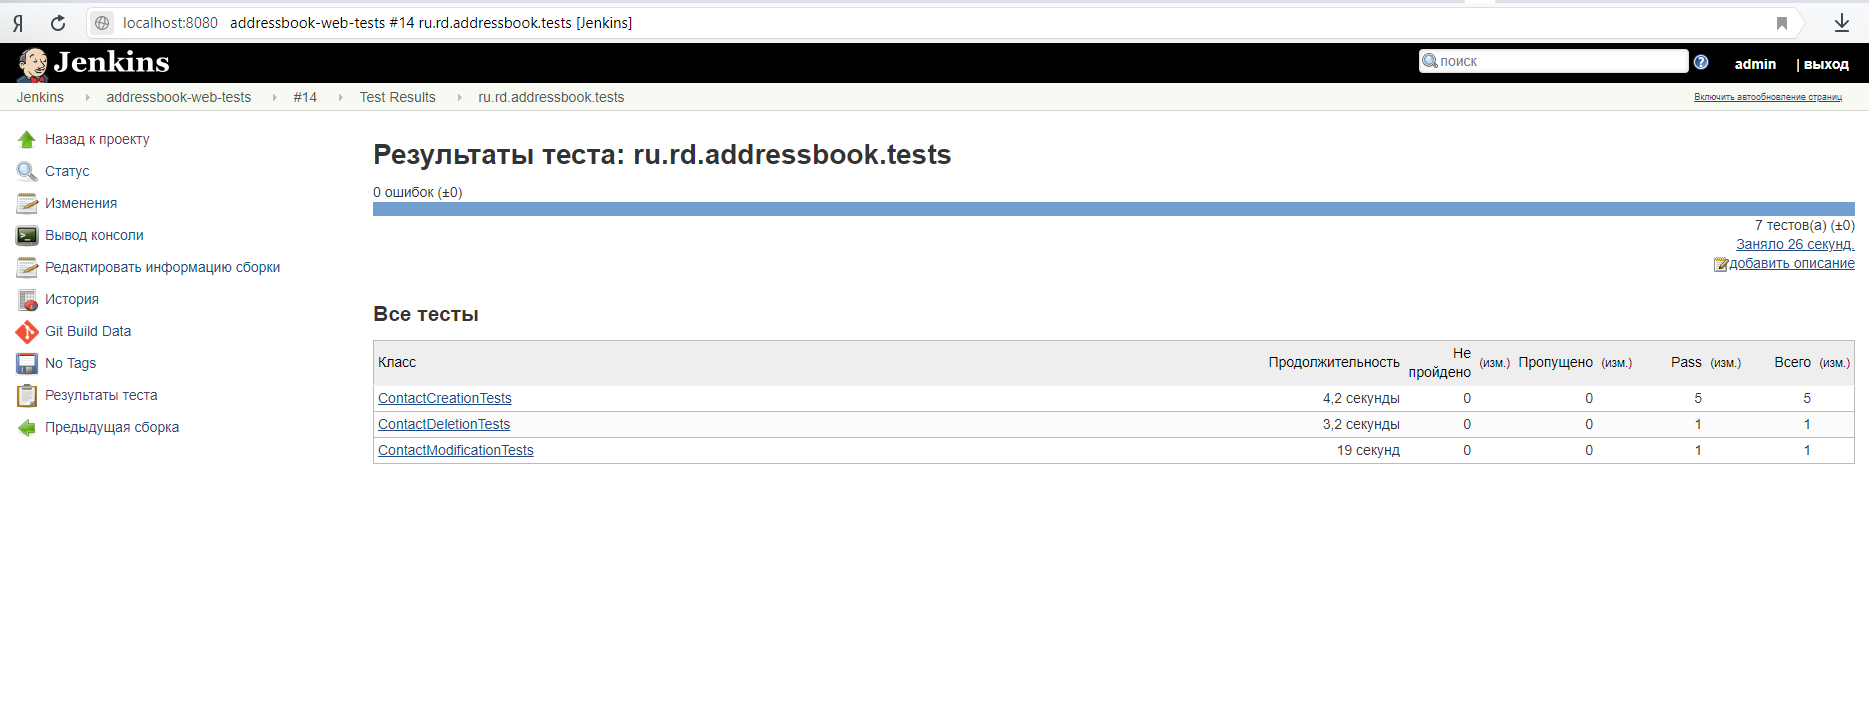 Я localhost:8080 addressbook-web-tests #14 ru.rd.addressbook.tests [Jenkins]
Jenkins поиск ? admin | выход
Jenkins addressbook-web-tests #14 Test Results ru.rd.addressbook.tests Включить автообновление страниц
Назад к проекту
Статус
Изменения
Вывод консоли
Редактировать информацию сборки
История
Git Build Data
No Tags
Результаты теста
Предыдущая сборка
Результаты теста: ru.rd.addressbook.tests
0 ошибок (±0)
7 тестов(а) (±0)
Заняло 26 секунд.
добавить описание
Все тесты
Класс Продолжительность Не пройдено (изм.) Пропущено (изм.) Pass (изм.) Всего (изм.)
ContactCreationTests 4,2 секунды 0 0 5 5
ContactDeletionTests 3,2 секунды 0 0 1 1
ContactModificationTests 19 секунд 0 0 1 1